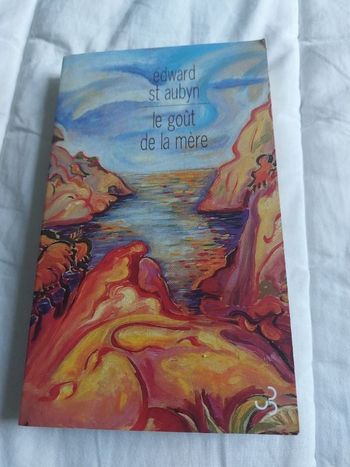 edward
st aubyn
le goût
de la mère